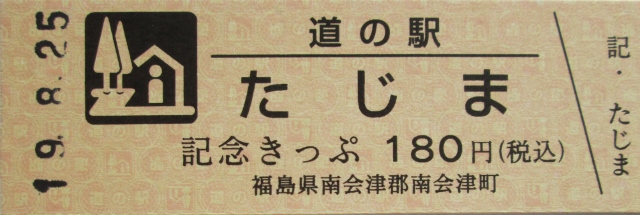 19.8.25
道の駅
たじま
記念きっぷ 180円(税込)
福島県南会津郡南会津町
記・たじま